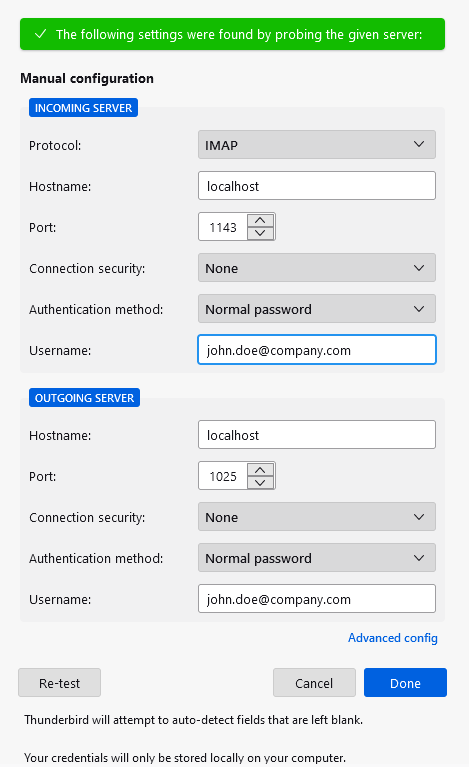 The following settings were found by probing the given server:
Manual configuration
INCOMING SERVER
Protocol: IMAP
Hostname: localhost
Port: 1143
Connection security: None
Authentication method: Normal password
Username: john.doe@company.com
OUTGOING SERVER
Hostname: localhost
Port: 1025
Connection security: None
Authentication method: Normal password
Username: john.doe@company.com
Advanced config
Re-test Cancel Done
Thunderbird will attempt to auto-detect fields that are left blank.
Your credentials will only be stored locally on your computer.